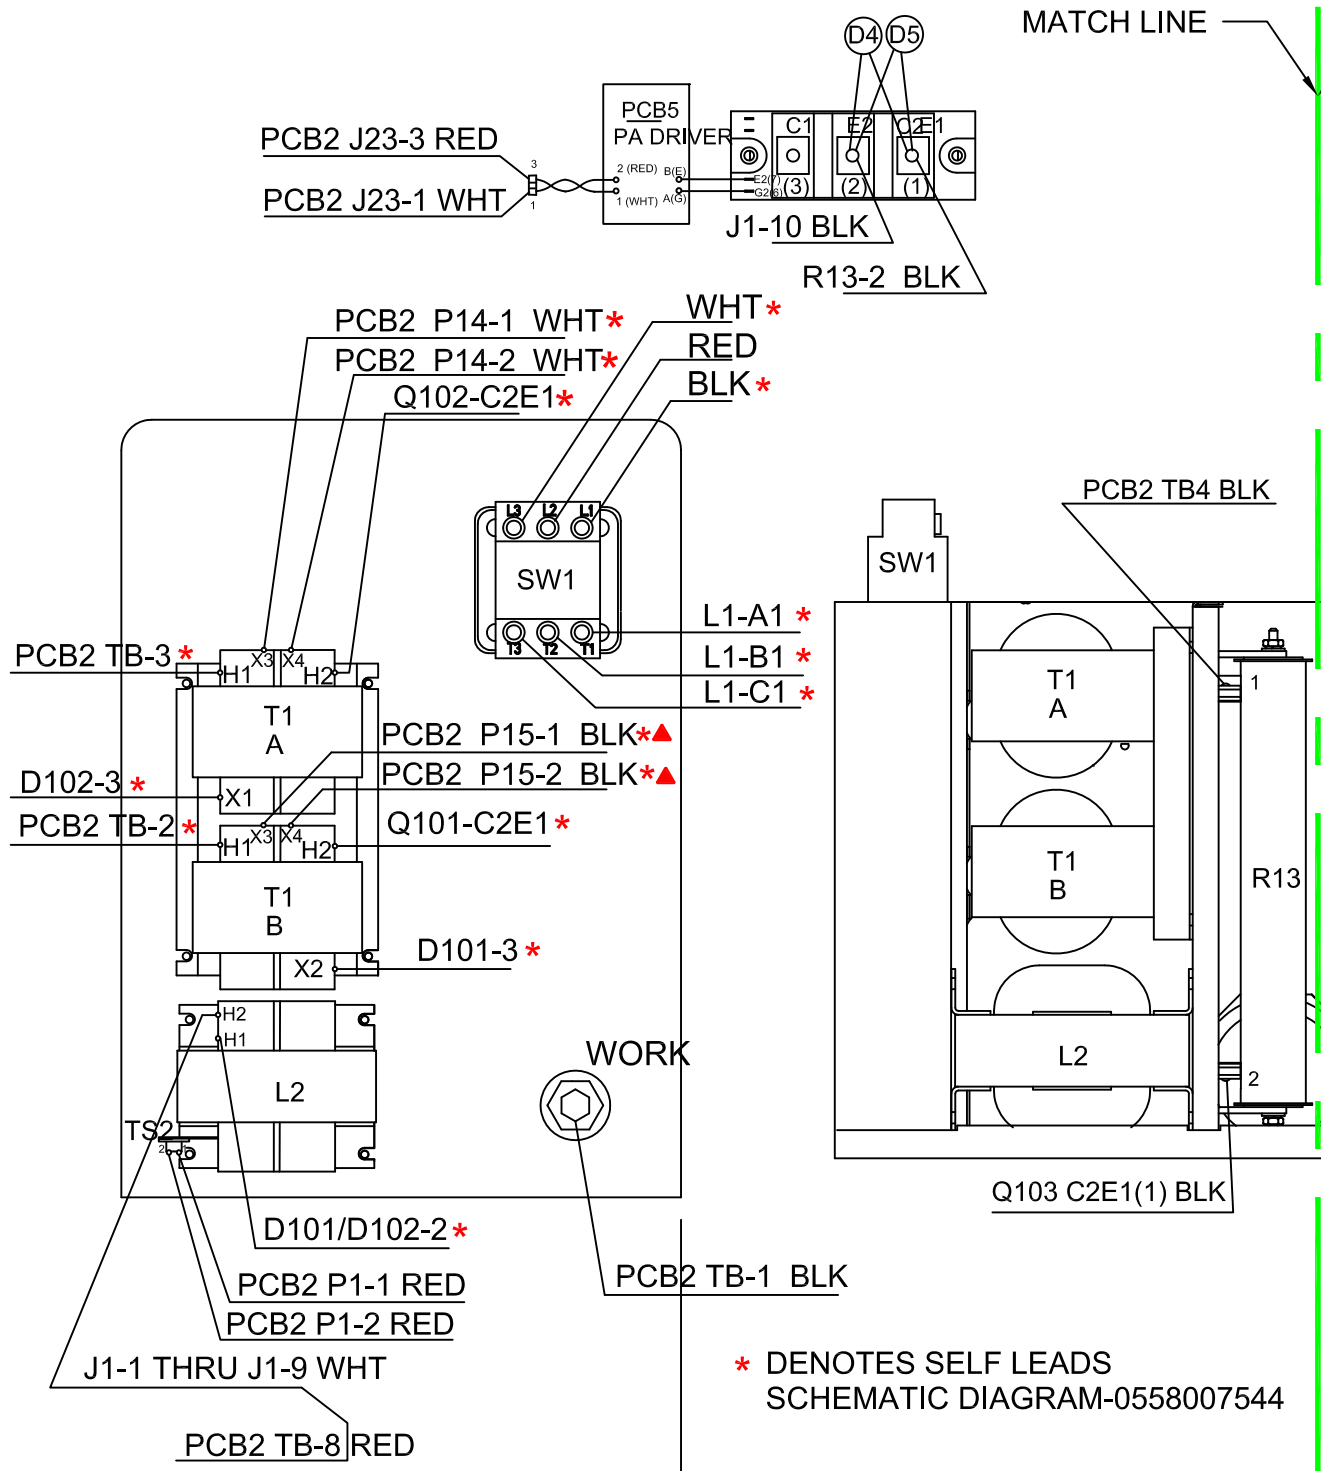 MATCH LINE
D4 D5
PCB5
PA DRIVER
C1 E2 C2E1
PCB2 J23-3 RED
3
2 (RED) B(E)
E2(7)
(3) (2) (1)
PCB2 J23-1 WHT
1
1 (WHT) A(G)
G2(6)
J1-10 BLK
R13-2 BLK
PCB2 P14-1 WHT*
WHT*
PCB2 P14-2 WHT*
RED
Q102-C2E1*
BLK*
PCB2 TB4 BLK
L3 L2 L1
SW1
SW1
T3 T2 T1
L1-A1 *
L1-B1 *
L1-C1 *
PCB2 TB-3 *
X3 X4
H1 H2
T1
A
T1
A
1
PCB2 P15-1 BLK*▲
PCB2 P15-2 BLK*▲
D102-3 *
X1
PCB2 TB-2 *
X3 X4
H1 H2
Q101-C2E1 *
T1
B
T1
B
R13
X2
D101-3 *
H2
H1
L2
WORK
L2
2
TS2
2 1
Q103 C2E1(1) BLK
D101/D102-2 *
PCB2 P1-1 RED
PCB2 TB-1 BLK
PCB2 P1-2 RED
J1-1 THRU J1-9 WHT
PCB2 TB-8 RED
* DENOTES SELF LEADS
SCHEMATIC DIAGRAM-0558007544